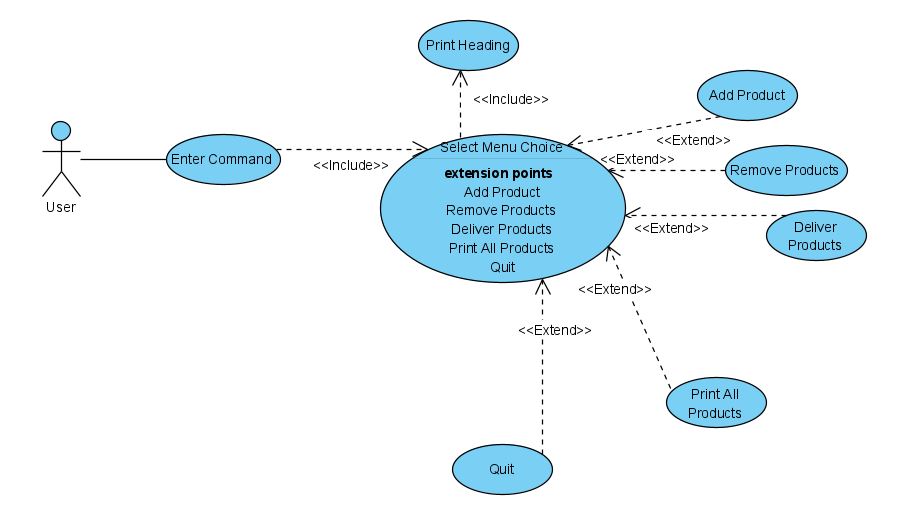 Print Heading
<<Include>>
Add Product
<<Extend>>
User
Enter Command
<<Include>>
Select Menu Choice
extension points
Add Product
Remove Products
Deliver Products
Print All Products
Quit
<<Extend>>
Remove Products
<<Extend>>
Deliver
Products
<<Extend>>
<<Extend>>
Print All
Products
Quit